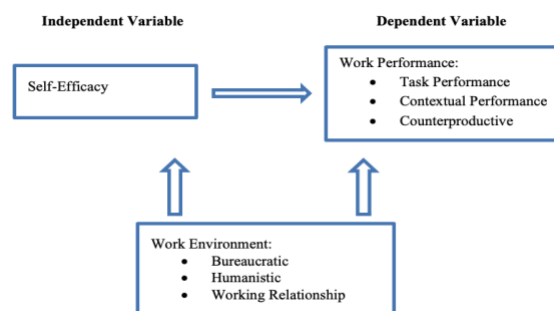 Independent Variable
Dependent Variable
Self-Efficacy
Work Performance:
• Task Performance
• Contextual Performance
• Counterproductive
Work Environment:
• Bureaucratic
• Humanistic
• Working Relationship